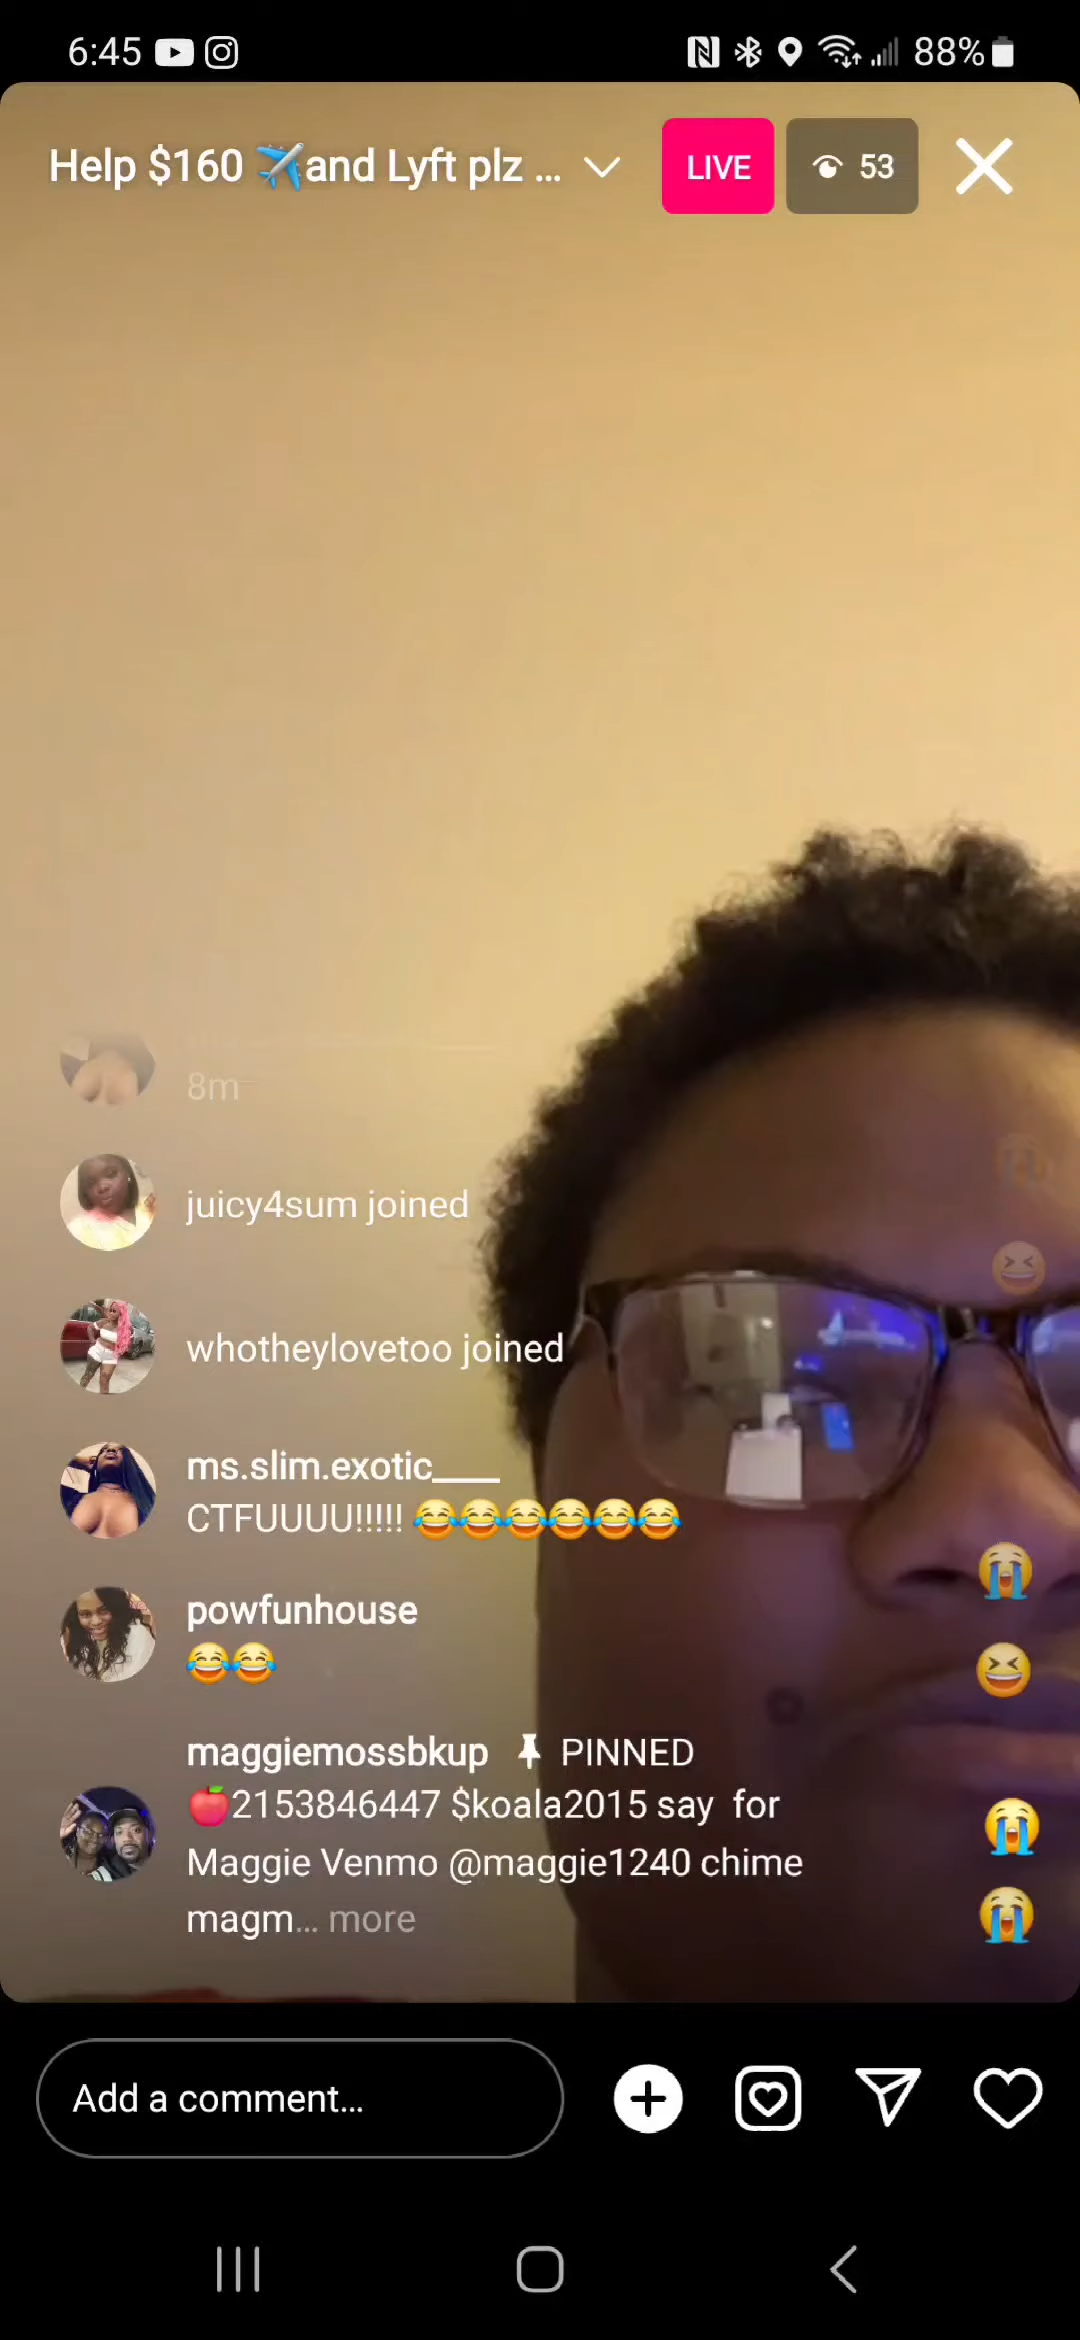 6:45 88%
Help $160 ✈️and Lyft plz ... LIVE 53
8m
juicy4sum joined
whotheylovetoo joined
ms.slim.exotic____
CTFUUUU!!!!! 😂😂😂😂😂😂
powfunhouse
😂😂
maggiemossbkup 📌 PINNED
🍎2153846447 $koala2015 say for
Maggie Venmo @maggie1240 chime
magm... more
Add a comment...